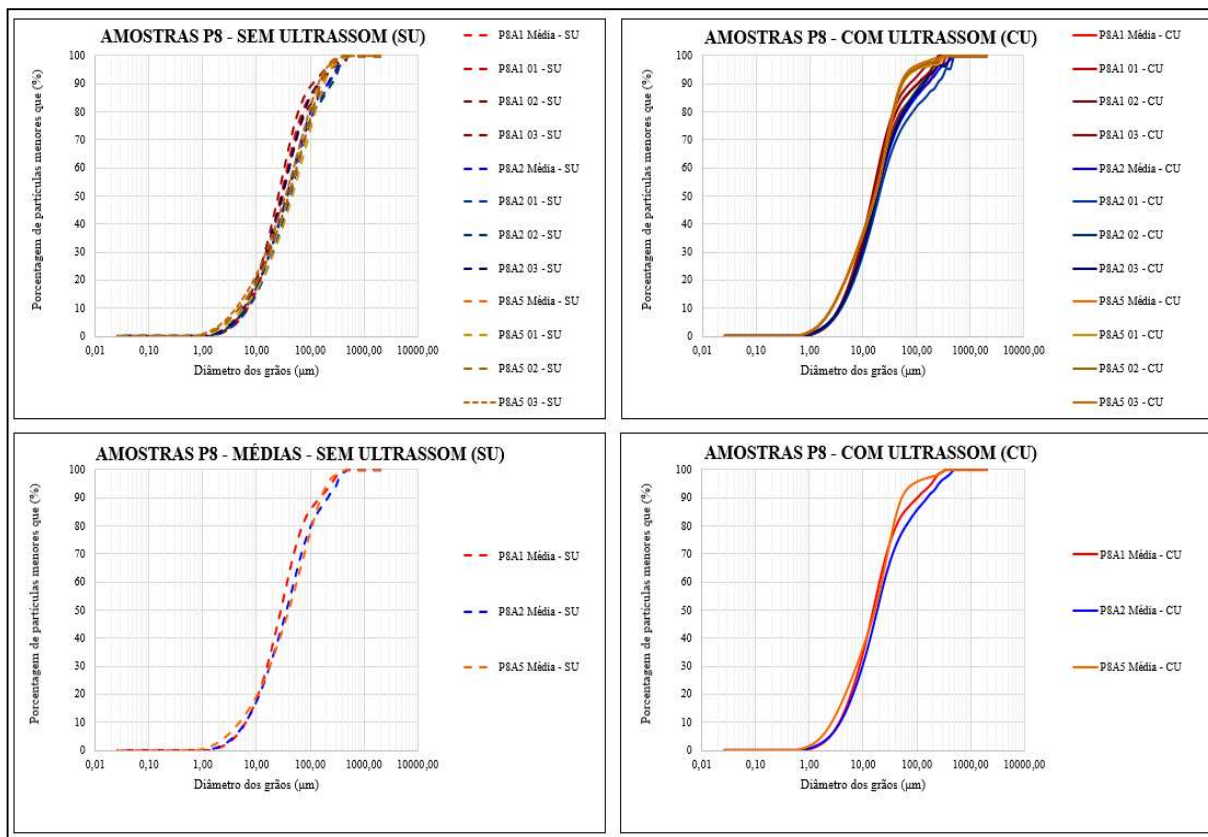 AMOSTRAS P8 - SEM ULTRASSOM (SU)
Porcentagem de partículas menores que (%)
100
90
80
70
60
50
40
30
20
10
0
0,01 0,10 1,00 10,00 100,00 1000,00 10000,00
Diâmetro dos grãos (µm)
P8A1 Média - SU
P8A1 01 - SU
P8A1 02 - SU
P8A1 03 - SU
P8A2 Média - SU
P8A2 01 - SU
P8A2 02 - SU
P8A2 03 - SU
P8A5 Média - SU
P8A5 01 - SU
P8A5 02 - SU
P8A5 03 - SU
AMOSTRAS P8 - COM ULTRASSOM (CU)
Porcentagem de partículas menores que (%)
100
90
80
70
60
50
40
30
20
10
0
0,01 0,10 1,00 10,00 100,00 1000,00 10000,00
Diâmetro dos grãos (µm)
P8A1 Média - CU
P8A1 01 - CU
P8A1 02 - CU
P8A1 03 - CU
P8A2 Média - CU
P8A2 01 - CU
P8A2 02 - CU
P8A2 03 - CU
P8A5 Média - CU
P8A5 01 - CU
P8A5 02 - CU
P8A5 03 - CU
AMOSTRAS P8 - MÉDIAS - SEM ULTRASSOM (SU)
Porcentagem de partículas menores que (%)
100
90
80
70
60
50
40
30
20
10
0
0,01 0,10 1,00 10,00 100,00 1000,00 10000,00
Diâmetro dos grãos (µm)
P8A1 Média - SU
P8A2 Média - SU
P8A5 Média - SU
AMOSTRAS P8 - COM ULTRASSOM (CU)
Porcentagem de partículas menores que (%)
100
90
80
70
60
50
40
30
20
10
0
0,01 0,10 1,00 10,00 100,00 1000,00 10000,00
Diâmetro dos grãos (µm)
P8A1 Média - CU
P8A2 Média - CU
P8A5 Média - CU